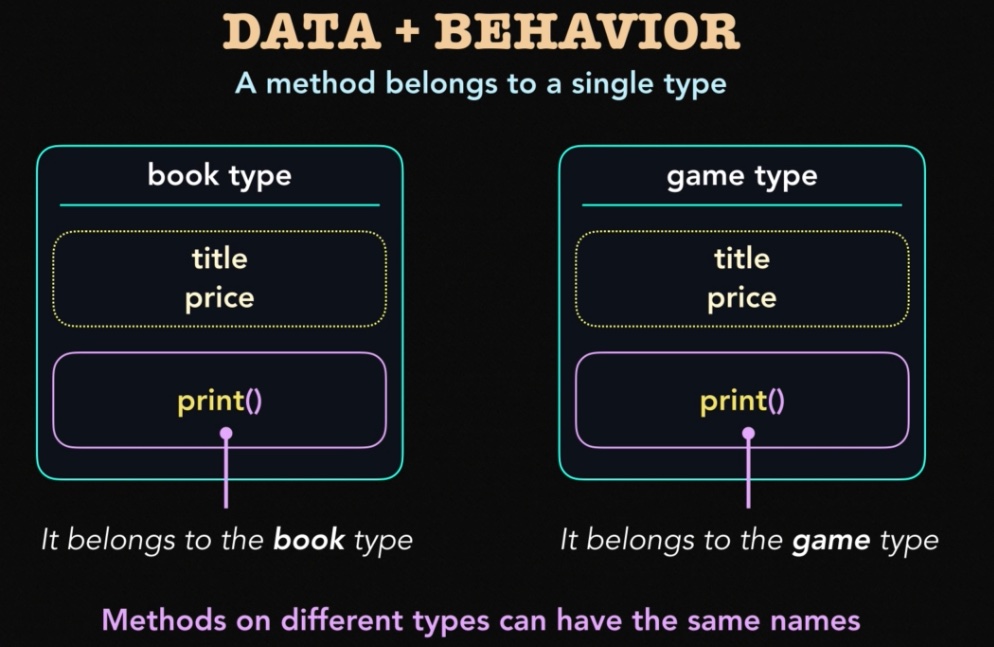 DATA + BEHAVIOR
A method belongs to a single type
book type
title
price
print()
It belongs to the book type
game type
title
price
print()
It belongs to the game type
Methods on different types can have the same names